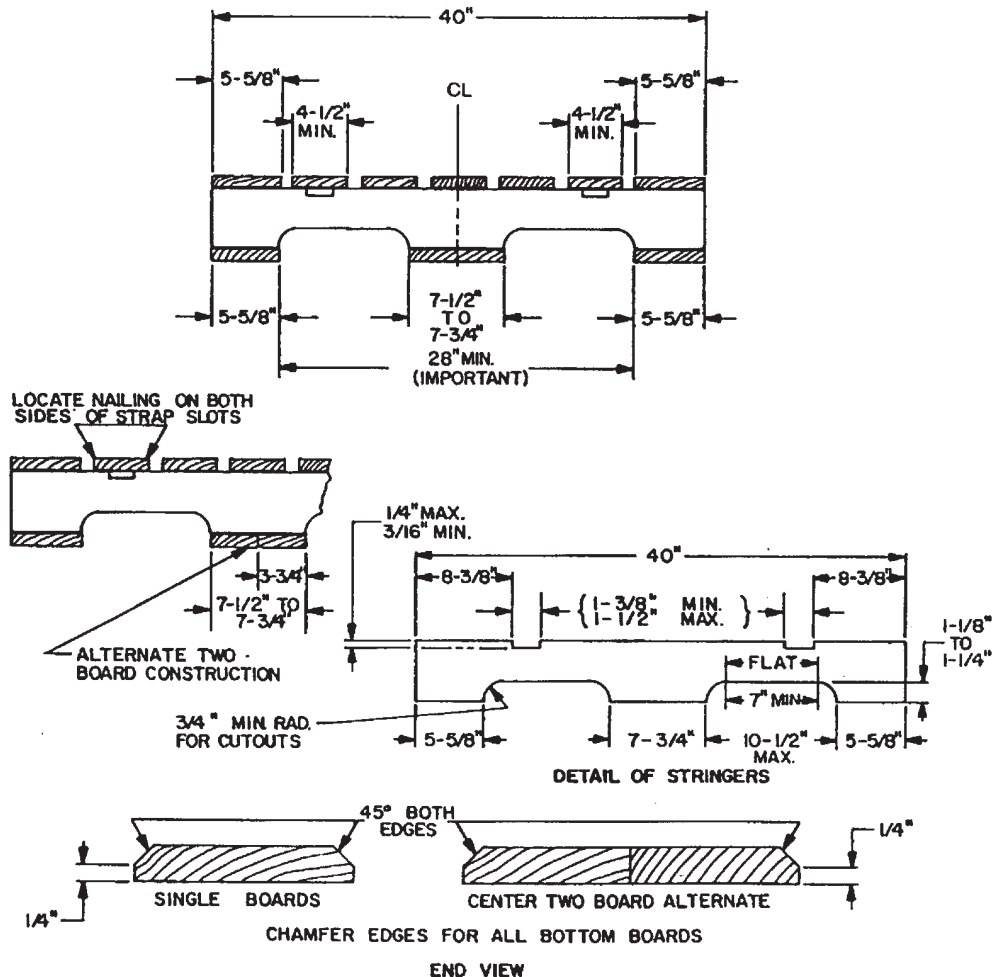 40"
5-5/8"
5-5/8"
CL
4-1/2"
MIN.
4-1/2"
MIN.
5-5/8"
7-1/2"
TO
7-3/4"
5-5/8"
28" MIN.
(IMPORTANT)
LOCATE NAILING ON BOTH
SIDES OF STRAP SLOTS
3-3/4"
7-1/2" TO
7-3/4"
ALTERNATE TWO-
BOARD CONSTRUCTION
1/4" MAX.
3/16" MIN.
40"
8-3/8"
8-3/8"
{ 1-3/8" MIN. }
{ 1-1/2" MAX. }
1-1/8"
TO
1-1/4"
FLAT
7" MIN
3/4" MIN. RAD.
FOR CUTOUTS
5-5/8"
7-3/4"
10-1/2"
MAX.
5-5/8"
DETAIL OF STRINGERS
45° BOTH
EDGES
1/4"
1/4"
SINGLE BOARDS
CENTER TWO BOARD ALTERNATE
CHAMFER EDGES FOR ALL BOTTOM BOARDS
END VIEW